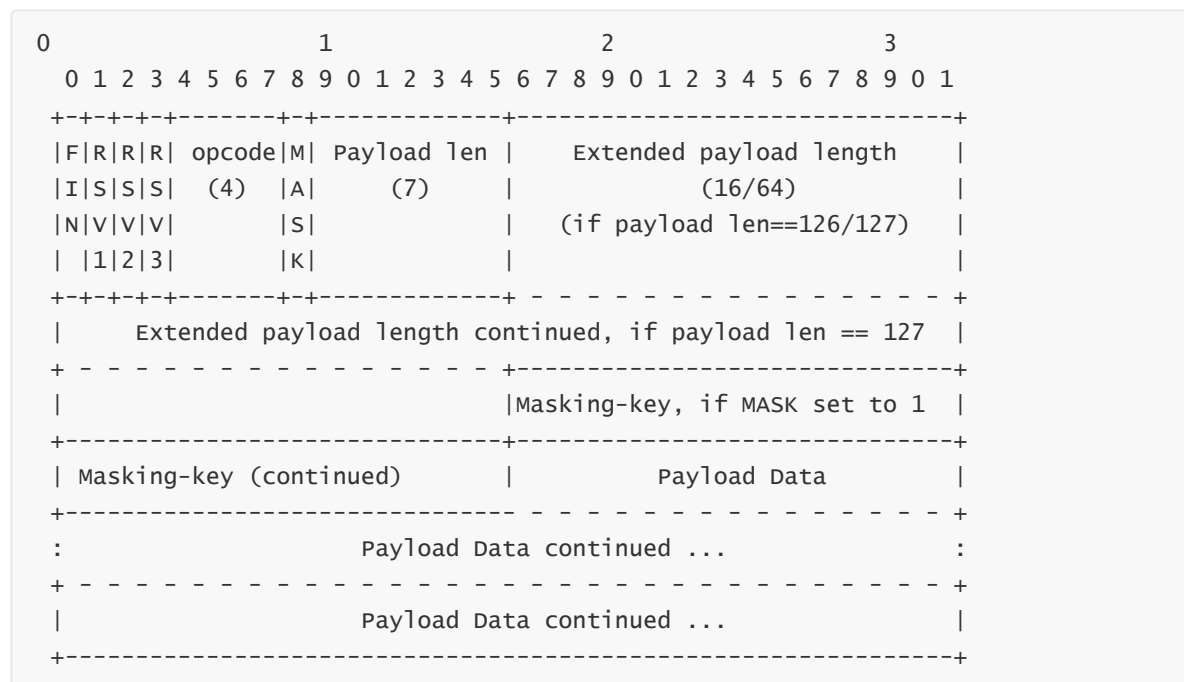 0                   1                   2                   3
  0 1 2 3 4 5 6 7 8 9 0 1 2 3 4 5 6 7 8 9 0 1 2 3 4 5 6 7 8 9 0 1
 +-+-+-+-+-------+-+-------------+-------------------------------+
 |F|R|R|R| opcode|M| Payload len |    Extended payload length    |
 |I|S|S|S|  (4)  |A|     (7)     |             (16/64)           |
 |N|V|V|V|       |S|             |   (if payload len==126/127)   |
 | |1|2|3|       |K|             |                               |
 +-+-+-+-+-------+-+-------------+ - - - - - - - - - - - - - - - +
 |     Extended payload length continued, if payload len == 127  |
 + - - - - - - - - - - - - - - - +-------------------------------+
 |                               |Masking-key, if MASK set to 1  |
 +-------------------------------+-------------------------------+
 | Masking-key (continued)       |          Payload Data         |
 +-------------------------------- - - - - - - - - - - - - - - - +
 :                     Payload Data continued ...                :
 + - - - - - - - - - - - - - - - - - - - - - - - - - - - - - - - +
 |                     Payload Data continued ...                |
 +---------------------------------------------------------------+